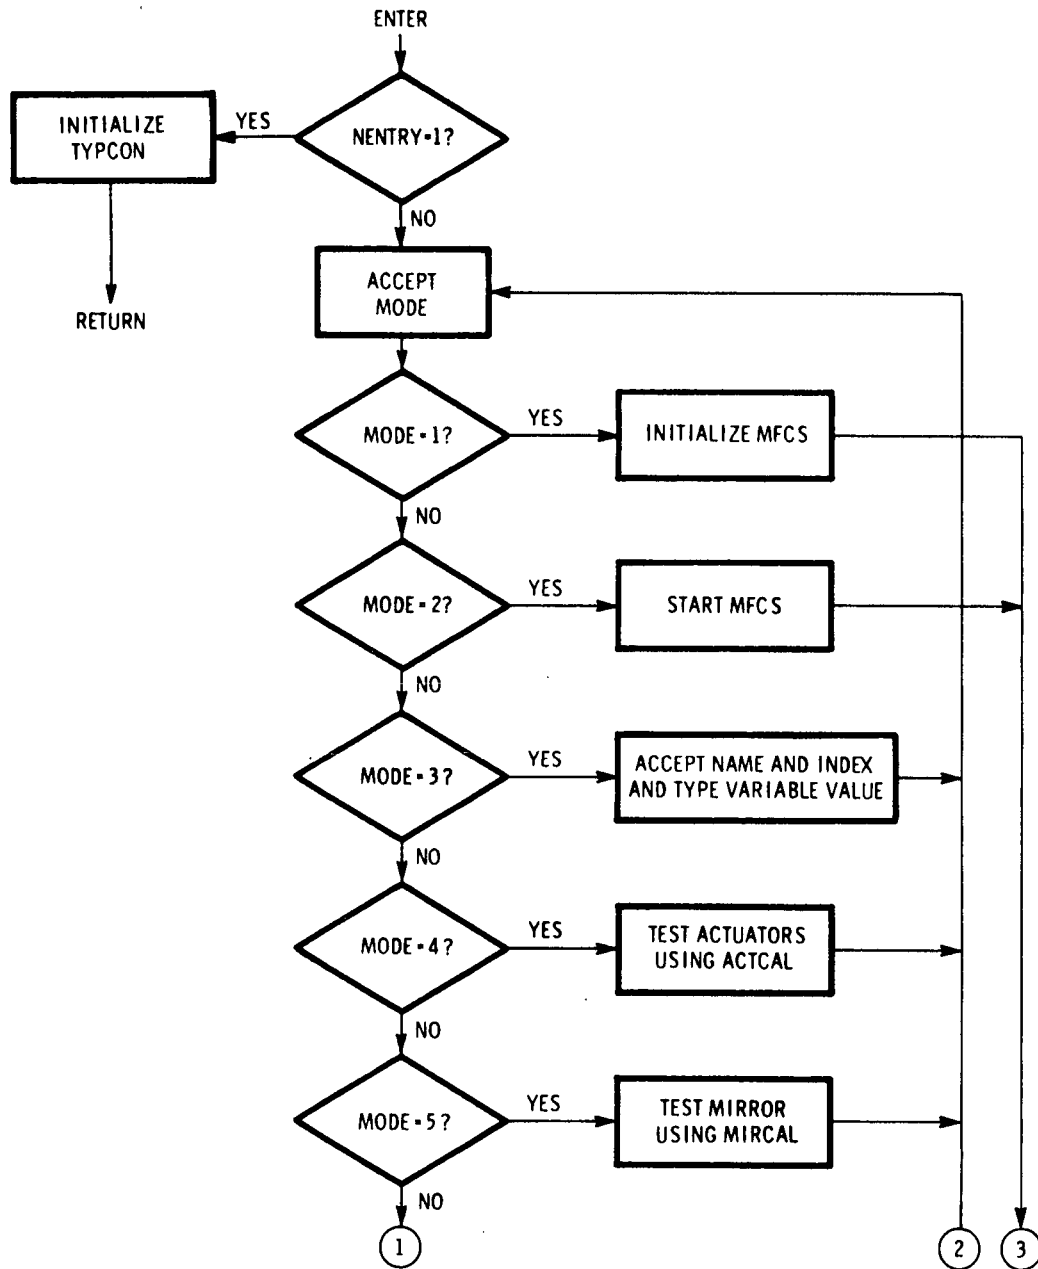 ENTER
NENTRY=1?
YES
INITIALIZE
TYPCON
RETURN
NO
ACCEPT
MODE
MODE=1?
YES
INITIALIZE MFCS
NO
MODE=2?
YES
START MFCS
NO
MODE=3?
YES
ACCEPT NAME AND INDEX
AND TYPE VARIABLE VALUE
NO
MODE=4?
YES
TEST ACTUATORS
USING ACTCAL
NO
MODE=5?
YES
TEST MIRROR
USING MIRCAL
NO
1
2
3